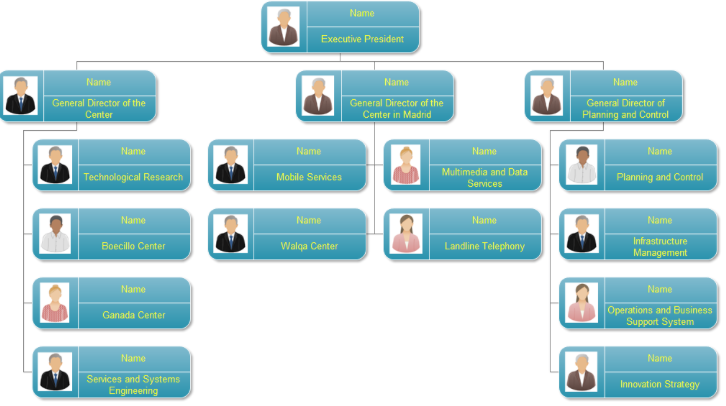 Name
Executive President
Name
General Director of the
Center
Name
General Director of the
Center in Madrid
Name
General Director of
Planning and Control
Name
Technological Research
Name
Mobile Services
Name
Multimedia and Data
Services
Name
Planning and Control
Name
Boecillo Center
Name
Walqa Center
Name
Landline Telephony
Name
Infrastructure
Management
Name
Ganada Center
Name
Operations and Business
Support System
Name
Services and Systems
Engineering
Name
Innovation Strategy